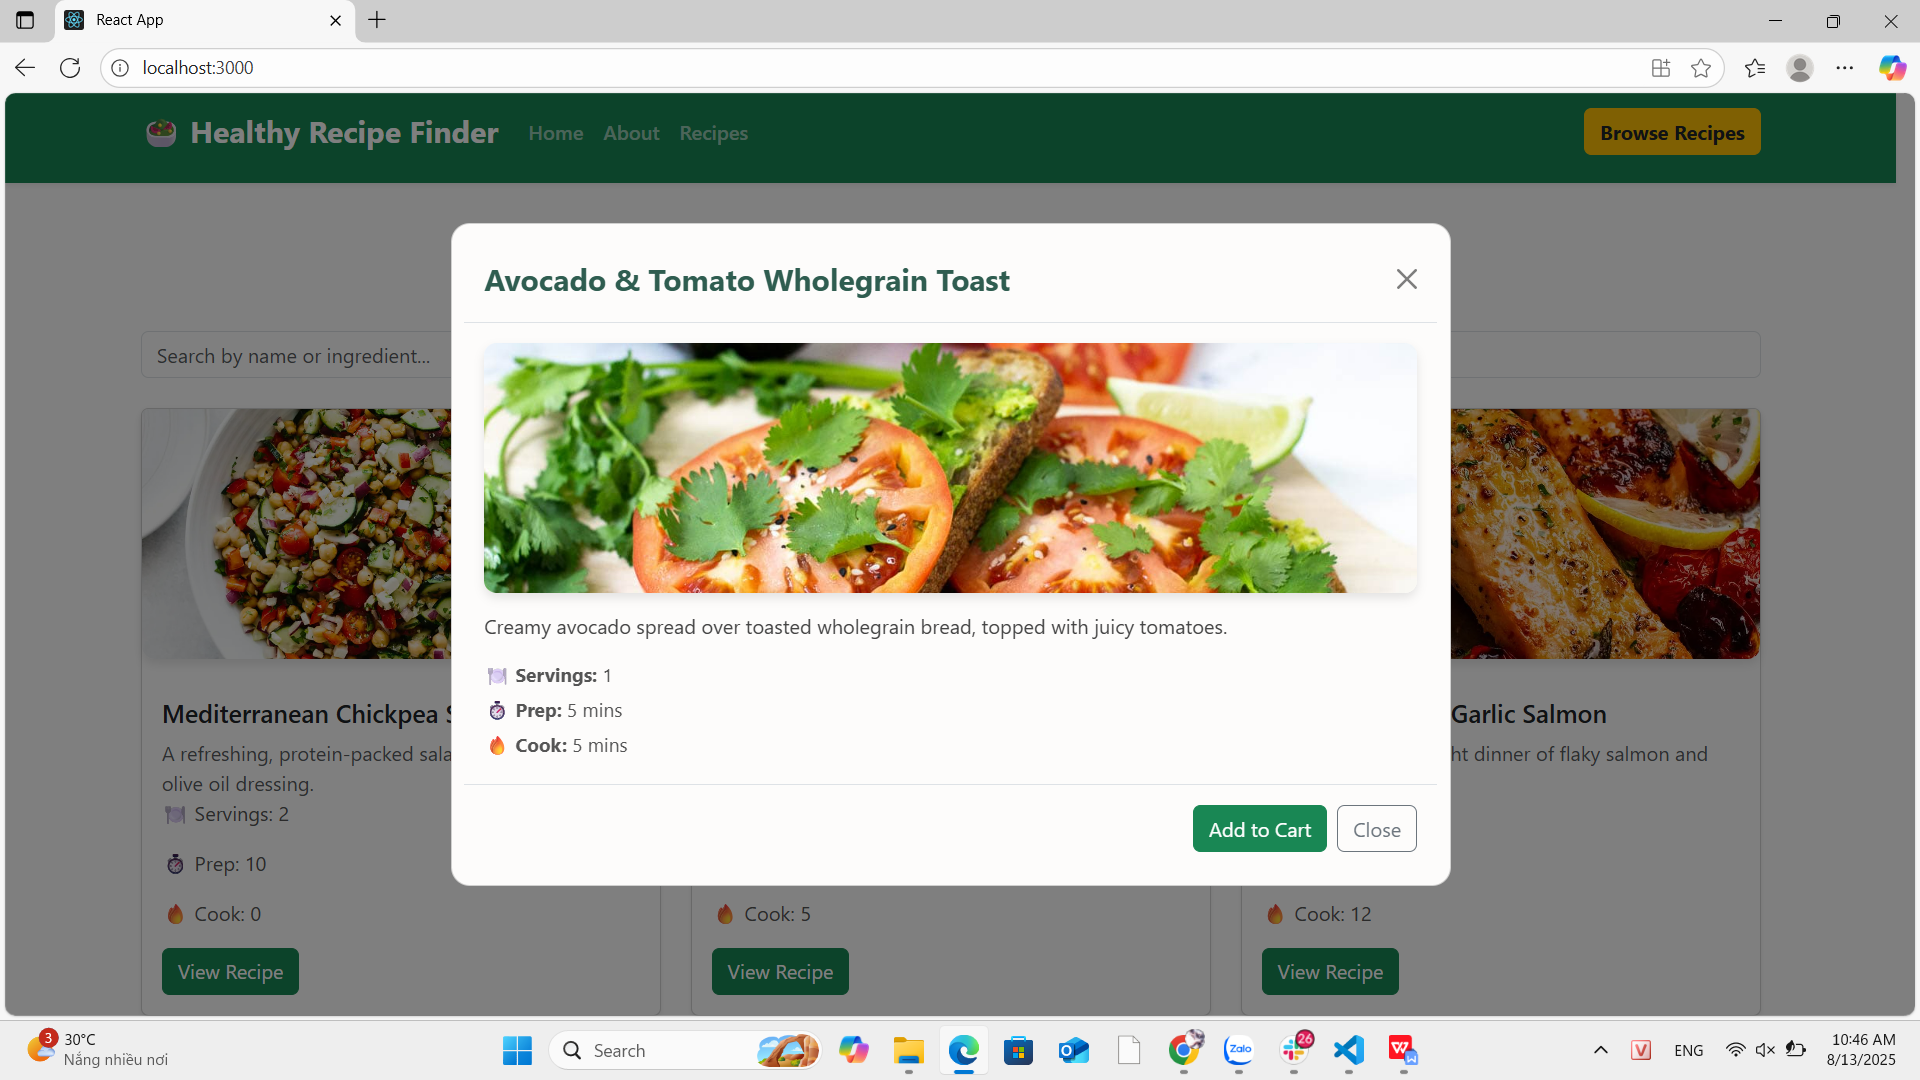 React App
localhost:3000
Healthy Recipe Finder
Home
About
Recipes
Browse Recipes
Search by name or ingredient...
Avocado & Tomato Wholegrain Toast
Creamy avocado spread over toasted wholegrain bread, topped with juicy tomatoes.
Servings: 1
Prep: 5 mins
Cook: 5 mins
Add to Cart
Close
Mediterranean Chickpea
A refreshing, protein-packed
olive oil dressing.
Servings: 2
Prep: 10
Cook: 0
View Recipe
Cook: 5
View Recipe
Garlic Salmon
dinner of flaky salmon and
Cook: 12
View Recipe
3
30°C
Nắng nhiều nơi
Search
Zalo
26
ENG
10:46 AM
8/13/2025